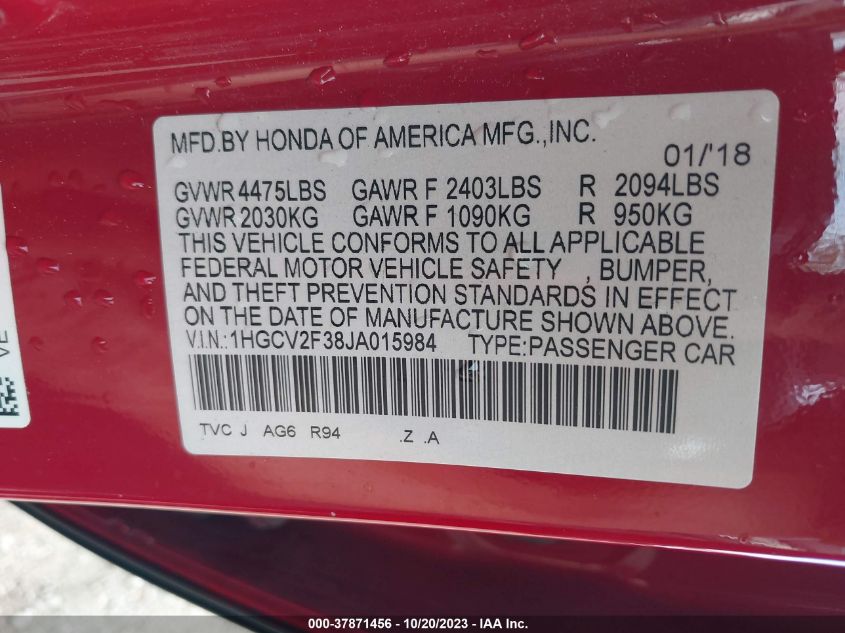 MFD.BY HONDA OF AMERICA MFG.,INC.
01/'18
GVWR 4475LBS GAWR F 2403LBS R 2094LBS
GVWR 2030KG GAWR F 1090KG R 950KG
THIS VEHICLE CONFORMS TO ALL APPLICABLE
FEDERAL MOTOR VEHICLE SAFETY , BUMPER,
AND THEFT PREVENTION STANDARDS IN EFFECT
ON THE DATE OF MANUFACTURE SHOWN ABOVE.
V.I.N.:1HGCV2F38JA015984 TYPE:PASSENGER CAR
TVC J AG6 R94 .Z .A
VE
000-37871456 - 10/20/2023 - IAA Inc.